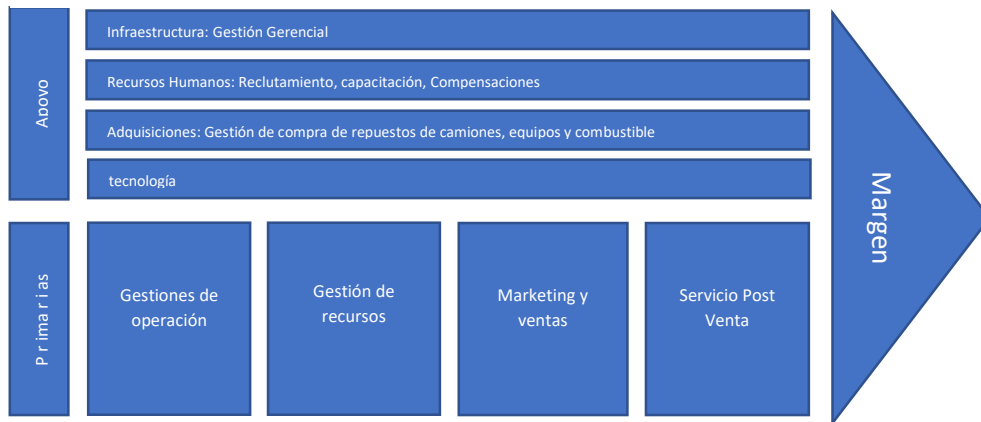 Apoyo
Infraestructura: Gestión Gerencial
Recursos Humanos: Reclutamiento, capacitación, Compensaciones
Adquisiciones: Gestión de compra de repuestos de camiones, equipos y combustible
tecnología
Margen
P r ima r i as
Gestiones de
operación
Gestión de
recursos
Marketing y
ventas
Servicio Post
Venta